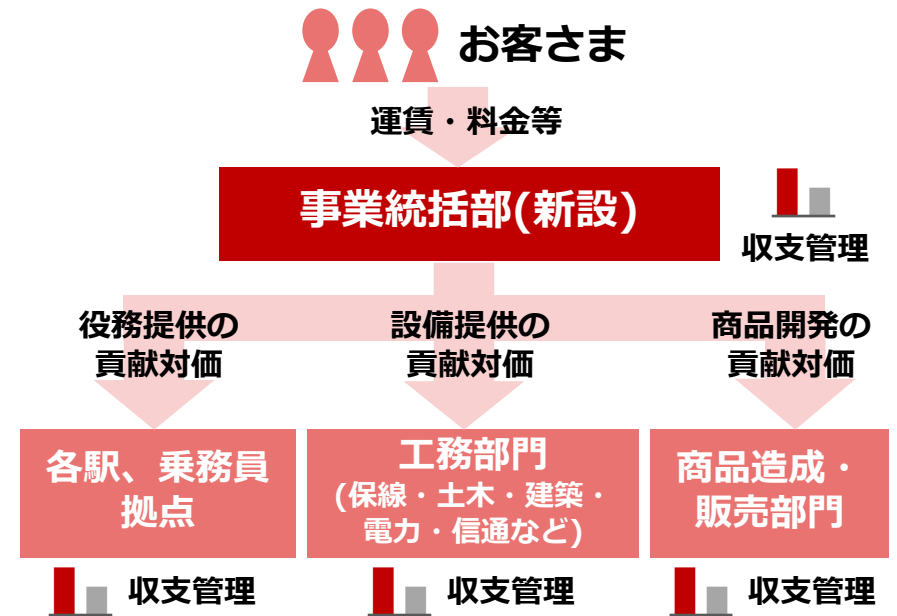 お客さま
運賃・料金等
事業統括部(新設)
収支管理
役務提供の
貢献対価
設備提供の
貢献対価
商品開発の
貢献対価
各駅、乗務員
拠点
工務部門
(保線・土木・建築・
電力・信通など)
商品造成・
販売部門
収支管理
収支管理
収支管理